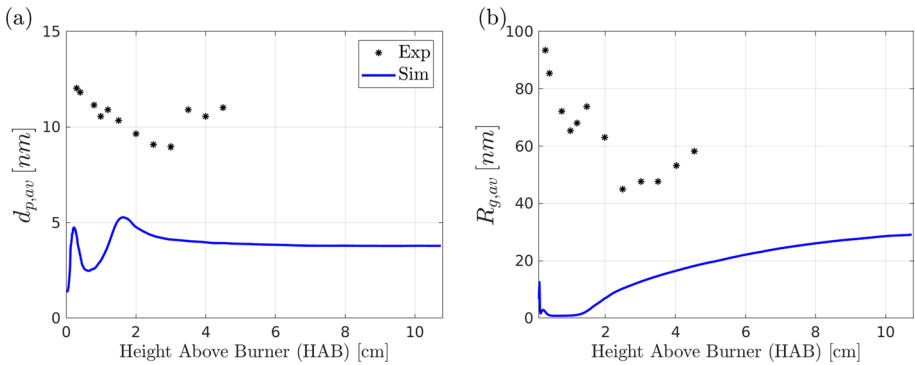 (a)
15
10
5
0
d_{p,av} [nm]
0 2 4 6 8 10
Height Above Burner (HAB) [cm]
Exp
Sim
(b)
100
80
60
40
20
0
R_{g,av} [nm]
0 2 4 6 8 10
Height Above Burner (HAB) [cm]